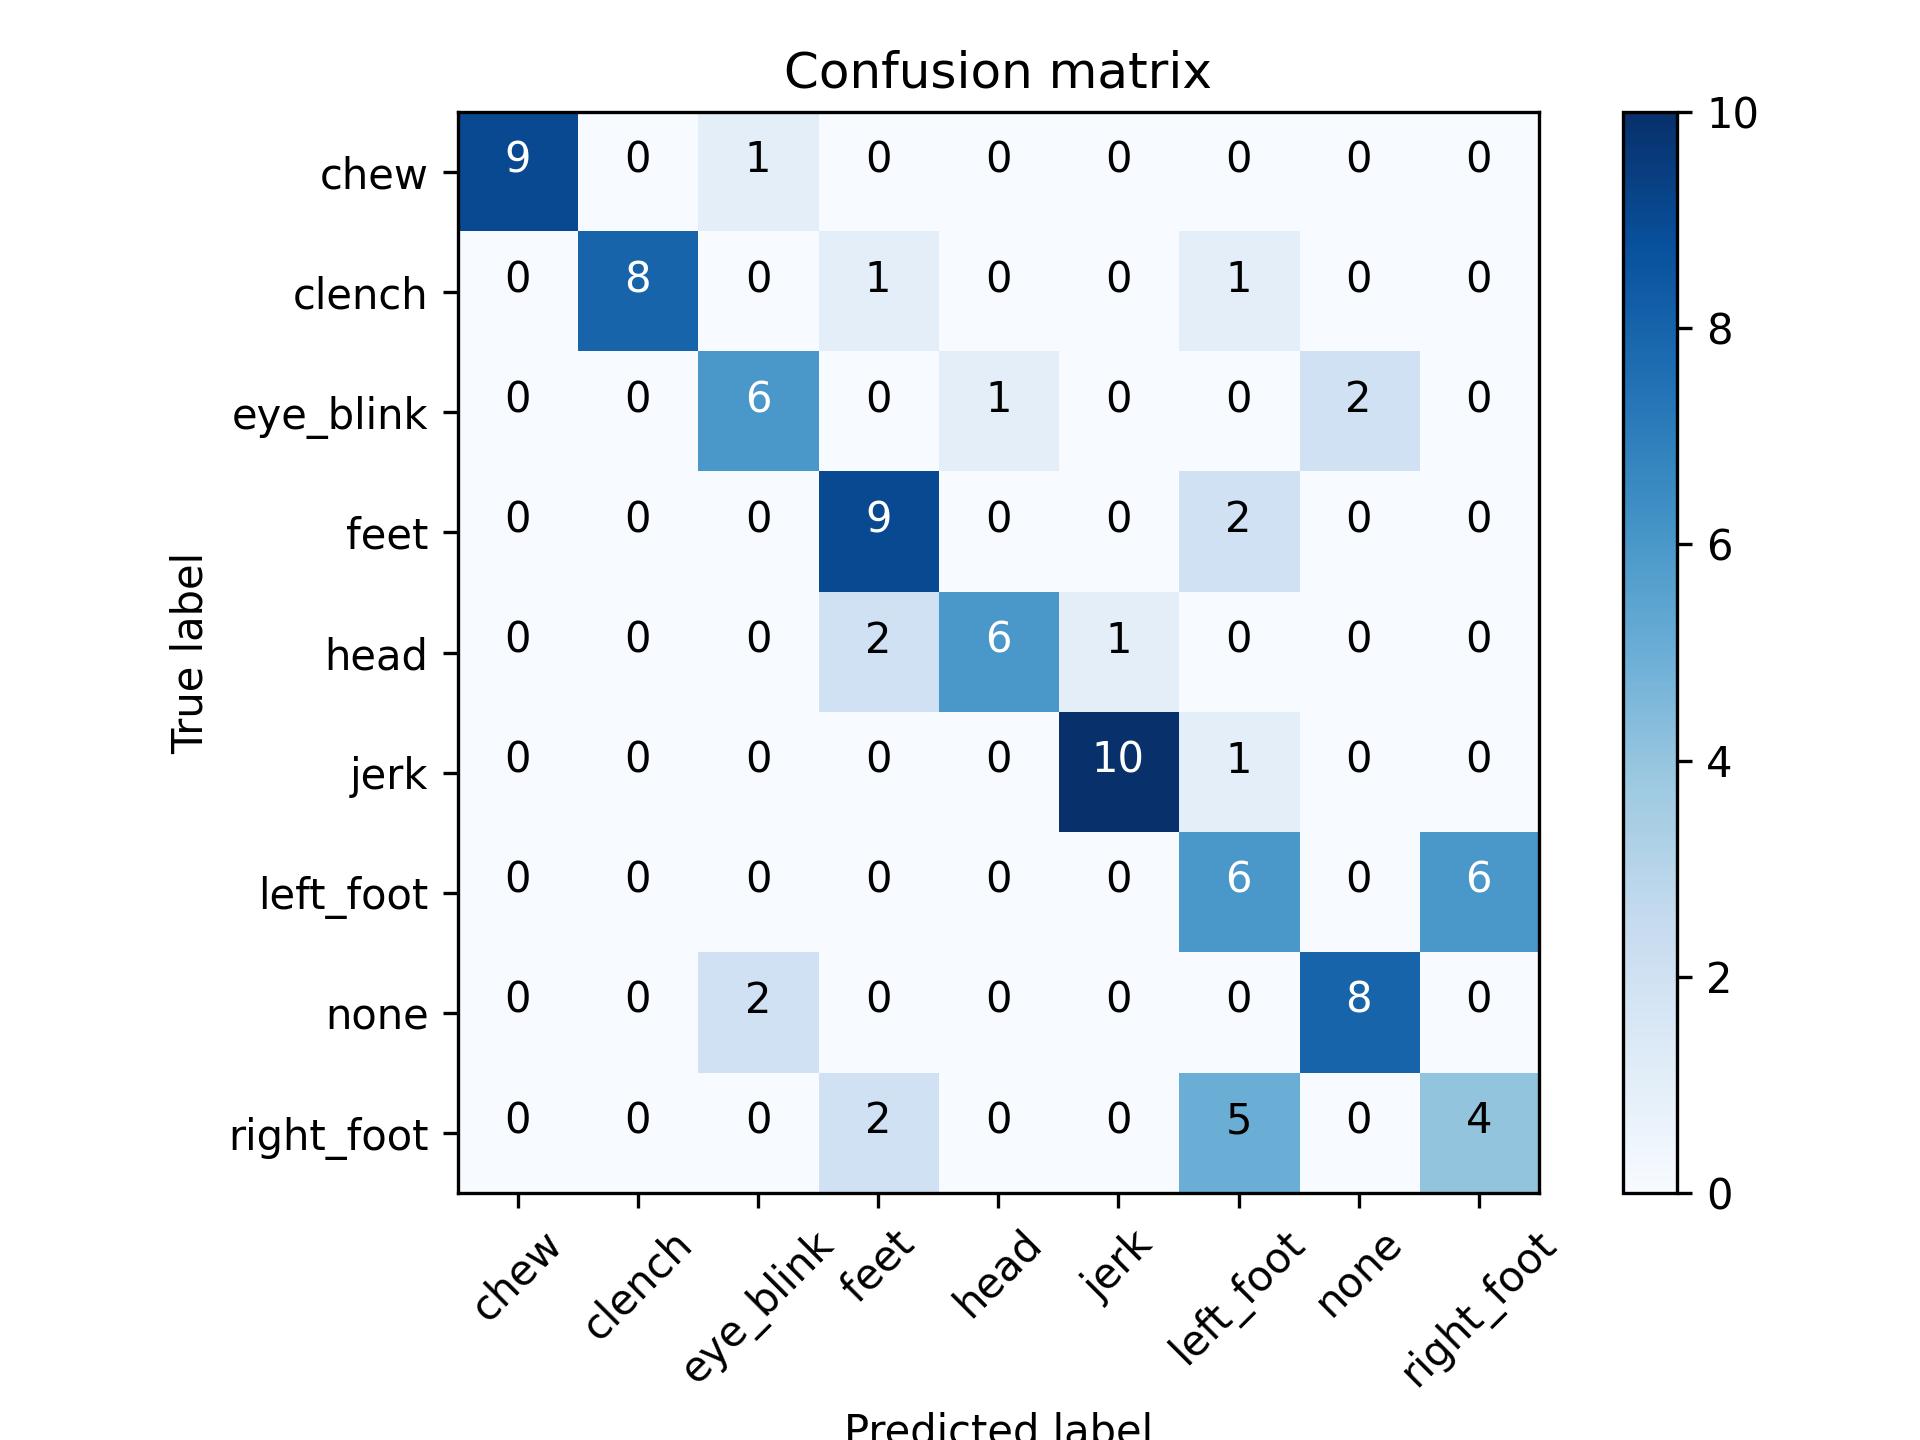 Confusion matrix
chew 9 0 1 0 0 0 0 0 0
clench 0 8 0 1 0 0 1 0 0
eye_blink 0 0 6 0 1 0 0 2 0
feet 0 0 0 9 0 0 2 0 0
head 0 0 0 2 6 1 0 0 0
jerk 0 0 0 0 0 10 1 0 0
left_foot 0 0 0 0 0 0 6 0 6
none 0 0 2 0 0 0 0 8 0
right_foot 0 0 0 2 0 0 5 0 4
True label
chew clench eye_blink feet head jerk left_foot none right_foot
Predicted label
10
8
6
4
2
0